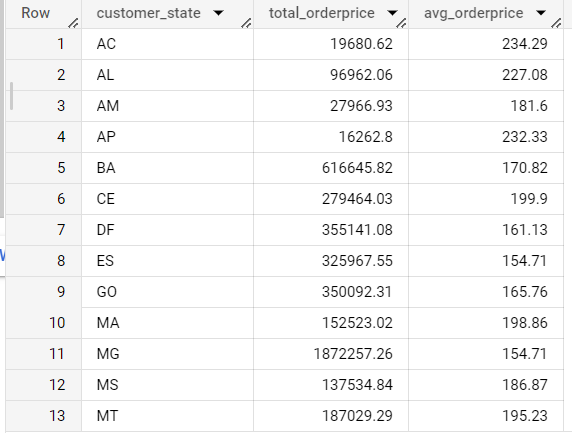 Row customer_state total_orderprice avg_orderprice
1 AC 19680.62 234.29
2 AL 96962.06 227.08
3 AM 27966.93 181.6
4 AP 16262.8 232.33
5 BA 616645.82 170.82
6 CE 279464.03 199.9
7 DF 355141.08 161.13
8 ES 325967.55 154.71
9 GO 350092.31 165.76
10 MA 152523.02 198.86
11 MG 1872257.26 154.71
12 MS 137534.84 186.87
13 MT 187029.29 195.23